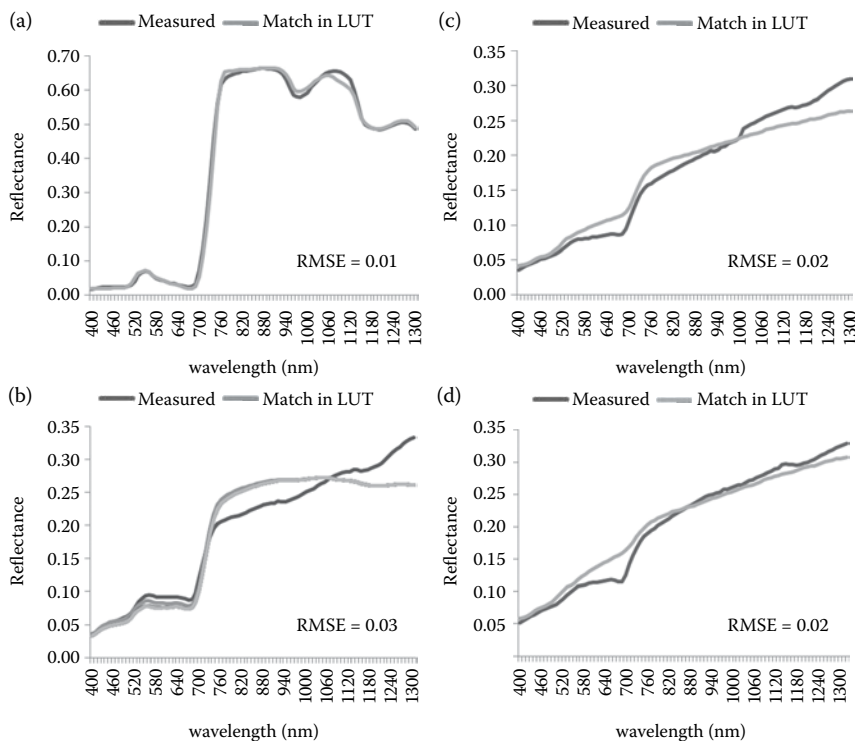 (a)
Measured Match in LUT
0.70
0.60
0.50
0.40
0.30
0.20
0.10
0.00
Reflectance
RMSE = 0.01
400 460 520 580 640 700 760 820 880 940 1000 1060 1120 1180 1240 1300
wavelength (nm)
(b)
Measured Match in LUT
0.35
0.30
0.25
0.20
0.15
0.10
0.05
0.00
Reflectance
RMSE = 0.03
400 460 520 580 640 700 760 820 880 940 1000 1060 1120 1180 1240 1300
wavelength (nm)
(c)
Measured Match in LUT
0.35
0.30
0.25
0.20
0.15
0.10
0.05
0.00
Reflectance
RMSE = 0.02
400 460 520 580 640 700 760 820 880 940 1000 1060 1120 1180 1240 1300
wavelength (nm)
(d)
Measured Match in LUT
0.35
0.30
0.25
0.20
0.15
0.10
0.05
Reflectance
RMSE = 0.02
400 460 520 580 640 700 760 820 880 940 1000 1060 1120 1180 1240 1300
wavelength (nm)